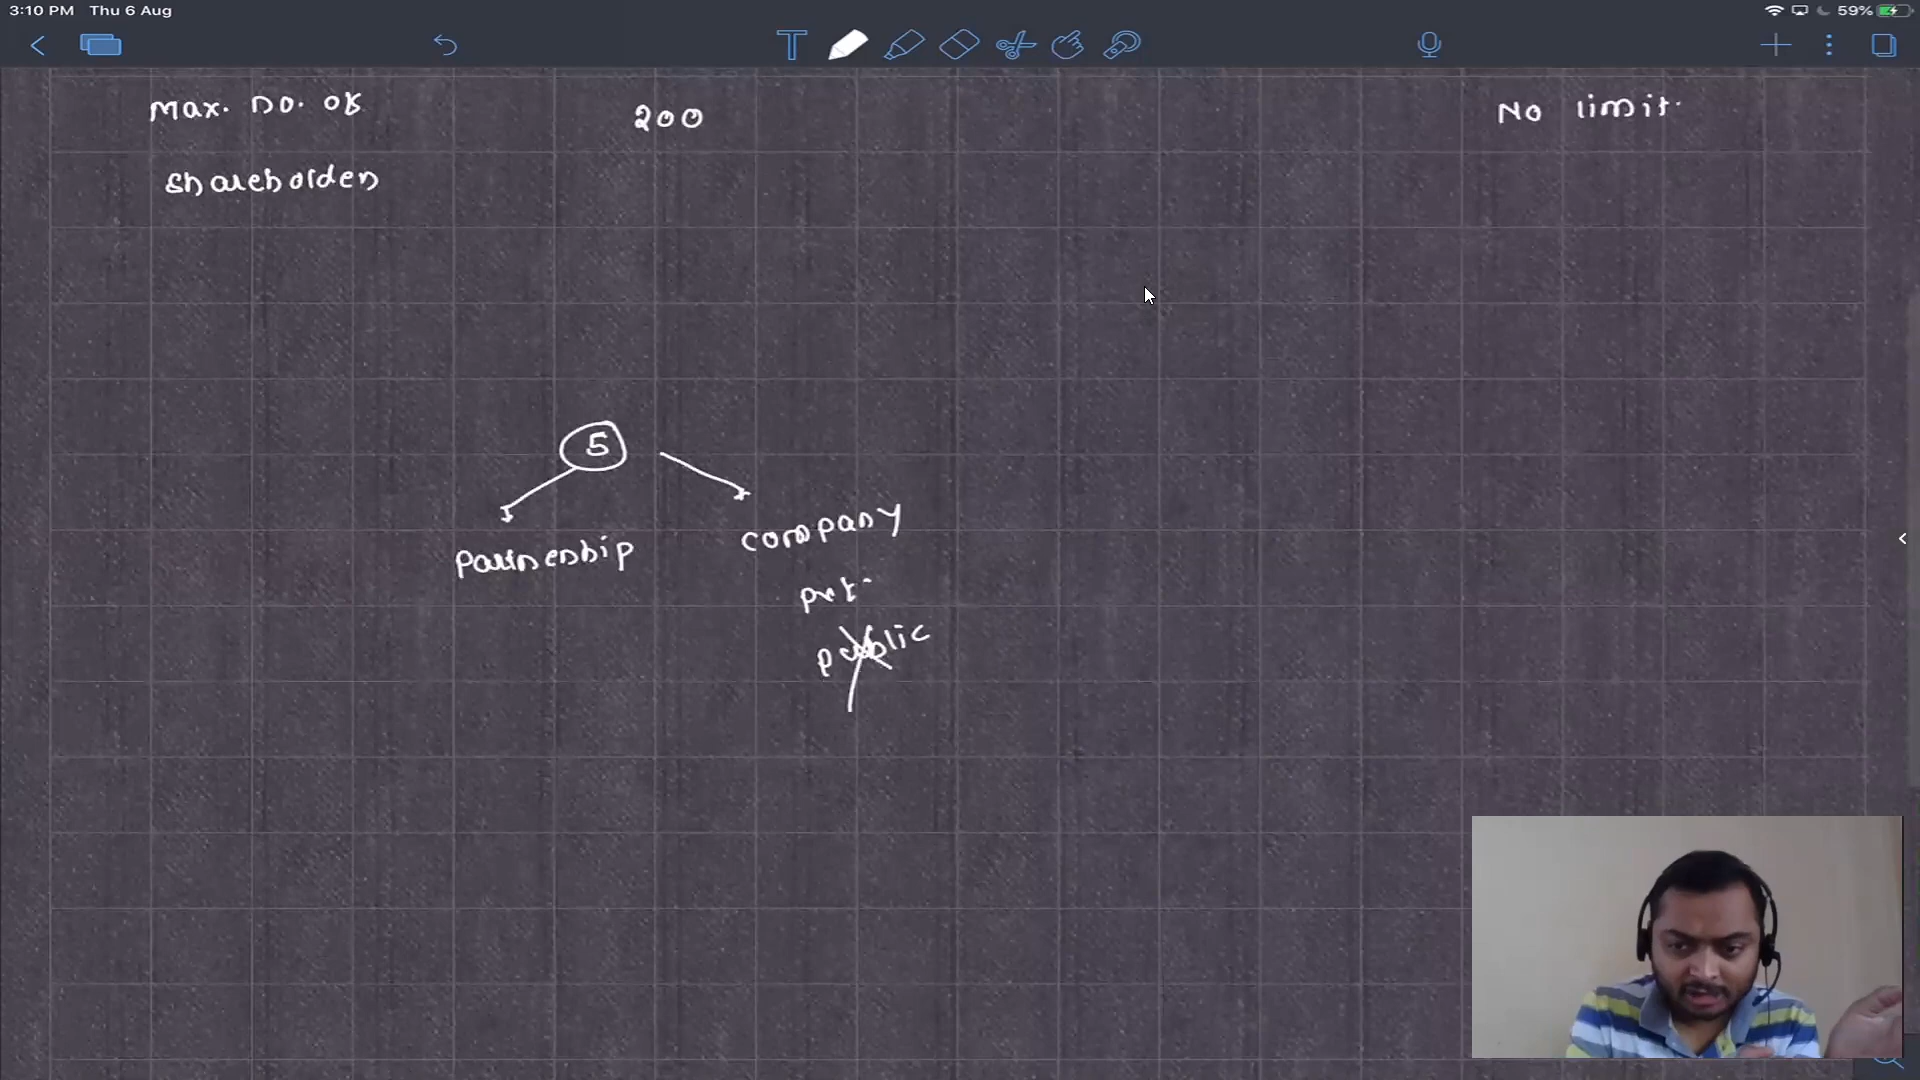 3:10 PM Thu 6 Aug
59%
T
Max. no. of 200 No limit.
Shareholders
5
Partnership
company
pvt.
public